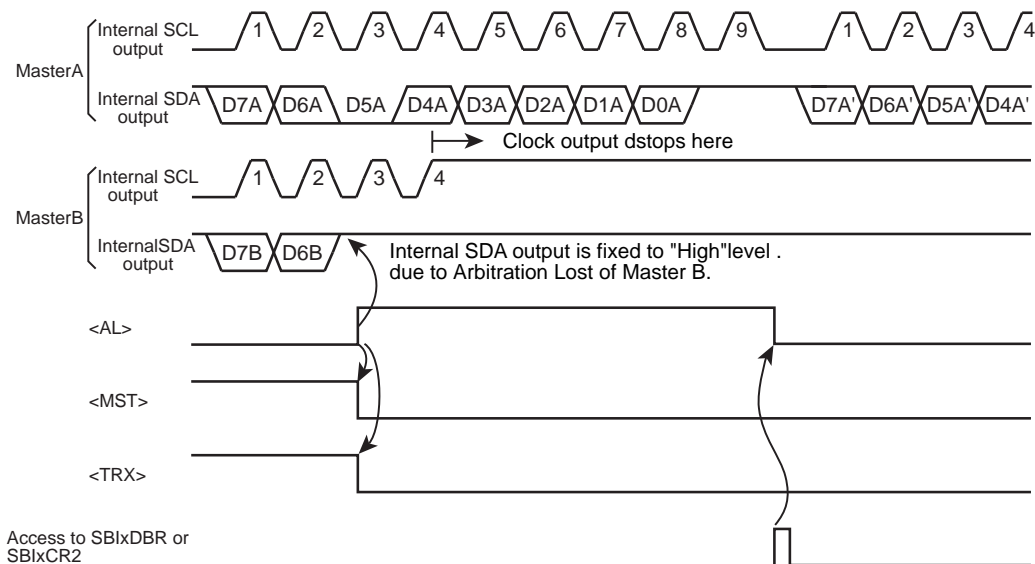 MasterA
Internal SCL
output
1 2 3 4 5 6 7 8 9 1 2 3 4
Internal SDA
output
D7A D6A D5A D4A D3A D2A D1A D0A D7A' D6A' D5A' D4A'
Clock output dstops here
MasterB
Internal SCL
output
1 2 3 4
InternalSDA
output
D7B D6B
Internal SDA output is fixed to "High"level .
due to Arbitration Lost of Master B.
<AL>
<MST>
<TRX>
Access to SBIxDBR or
SBIxCR2